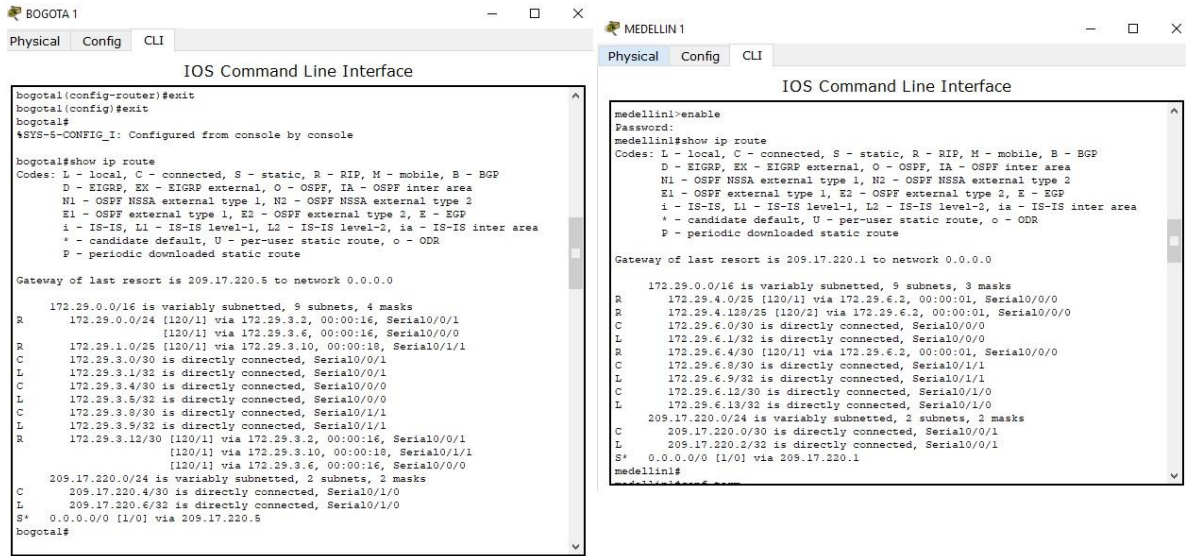 BOGOTA 1
Physical Config CLI
IOS Command Line Interface
bogota1(config-router)#exit
bogota1(config)#exit
bogota1#
%SYS-5-CONFIG_I: Configured from console by console
bogota1#show ip route
Codes: L - local, C - connected, S - static, R - RIP, M - mobile, B - BGP
D - EIGRP, EX - EIGRP external, O - OSPF, IA - OSPF inter area
N1 - OSPF NSSA external type 1, N2 - OSPF NSSA external type 2
E1 - OSPF external type 1, E2 - OSPF external type 2, E - EGP
i - IS-IS, L1 - IS-IS level-1, L2 - IS-IS level-2, ia - IS-IS inter area
* - candidate default, U - per-user static route, o - ODR
P - periodic downloaded static route
Gateway of last resort is 209.17.220.5 to network 0.0.0.0
172.29.0.0/16 is variably subnetted, 9 subnets, 4 masks
R 172.29.0.0/24 [120/1] via 172.29.3.2, 00:00:16, Serial0/0/1
[120/1] via 172.29.3.6, 00:00:16, Serial0/0/0
R 172.29.1.0/25 [120/1] via 172.29.3.10, 00:00:18, Serial0/1/1
C 172.29.3.0/30 is directly connected, Serial0/0/1
L 172.29.3.1/32 is directly connected, Serial0/0/1
C 172.29.3.4/30 is directly connected, Serial0/0/0
L 172.29.3.5/32 is directly connected, Serial0/0/0
C 172.29.3.8/30 is directly connected, Serial0/1/1
L 172.29.3.9/32 is directly connected, Serial0/1/1
R 172.29.3.12/30 [120/1] via 172.29.3.2, 00:00:16, Serial0/0/1
[120/1] via 172.29.3.10, 00:00:18, Serial0/1/1
[120/1] via 172.29.3.6, 00:00:16, Serial0/0/0
209.17.220.0/24 is variably subnetted, 2 subnets, 2 masks
C 209.17.220.4/30 is directly connected, Serial0/1/0
L 209.17.220.6/32 is directly connected, Serial0/1/0
S* 0.0.0.0/0 [1/0] via 209.17.220.5
bogota1#
MEDELLIN 1
Physical Config CLI
IOS Command Line Interface
medellin1>enable
Password:
medellin1#show ip route
Codes: L - local, C - connected, S - static, R - RIP, M - mobile, B - BGP
D - EIGRP, EX - EIGRP external, O - OSPF, IA - OSPF inter area
N1 - OSPF NSSA external type 1, N2 - OSPF NSSA external type 2
E1 - OSPF external type 1, E2 - OSPF external type 2, E - EGP
i - IS-IS, L1 - IS-IS level-1, L2 - IS-IS level-2, ia - IS-IS inter area
* - candidate default, U - per-user static route, o - ODR
P - periodic downloaded static route
Gateway of last resort is 209.17.220.1 to network 0.0.0.0
172.29.0.0/16 is variably subnetted, 9 subnets, 3 masks
R 172.29.4.0/25 [120/1] via 172.29.6.2, 00:00:01, Serial0/0/0
R 172.29.4.128/25 [120/2] via 172.29.6.2, 00:00:01, Serial0/0/0
C 172.29.6.0/30 is directly connected, Serial0/0/0
L 172.29.6.1/32 is directly connected, Serial0/0/0
R 172.29.6.4/30 [120/1] via 172.29.6.2, 00:00:01, Serial0/0/0
C 172.29.6.8/30 is directly connected, Serial0/1/1
L 172.29.6.9/32 is directly connected, Serial0/1/1
C 172.29.6.12/30 is directly connected, Serial0/1/0
L 172.29.6.13/32 is directly connected, Serial0/1/0
209.17.220.0/24 is variably subnetted, 2 subnets, 2 masks
C 209.17.220.0/30 is directly connected, Serial0/0/1
L 209.17.220.2/32 is directly connected, Serial0/0/1
S* 0.0.0.0/0 [1/0] via 209.17.220.1
medellin1#